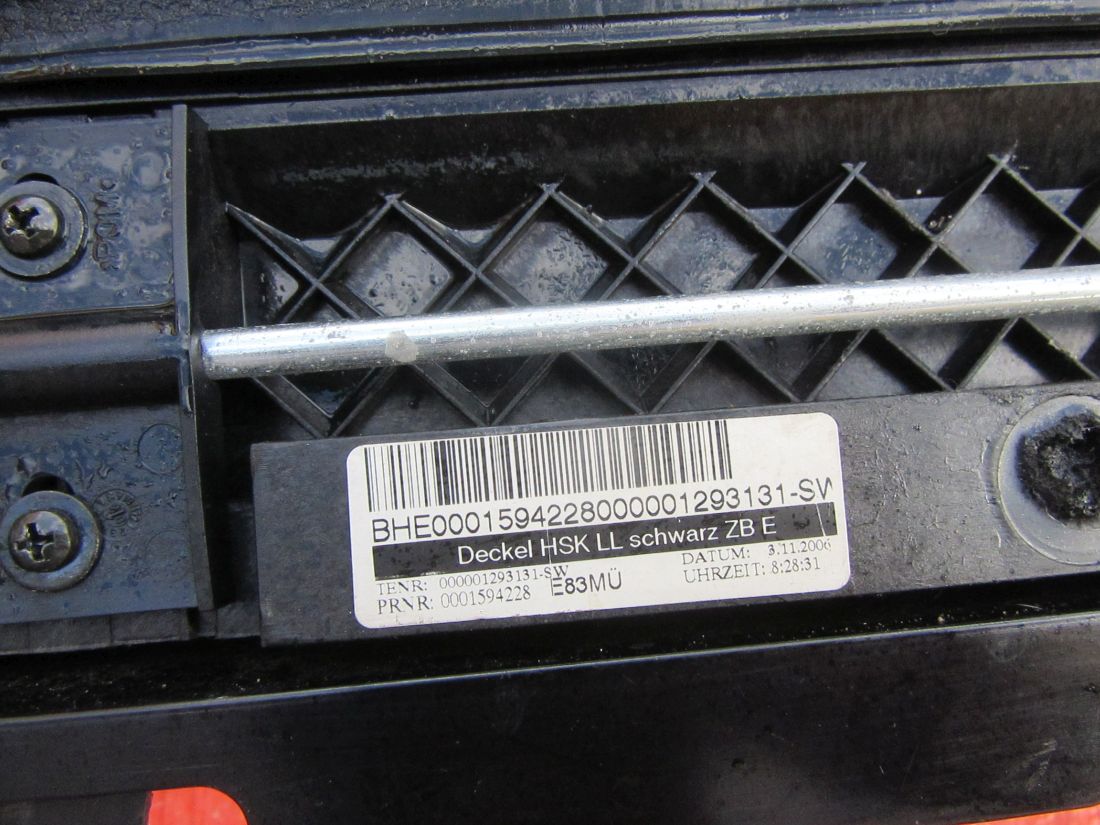 BHE0001594228000001293131-SW
Deckel HSK LL schwarz ZB E
TENR: 000001293131-SW DATUM: 3.11.2006
PRNR: 0001594228 E83MÜ UHRZEIT: 8:28:31